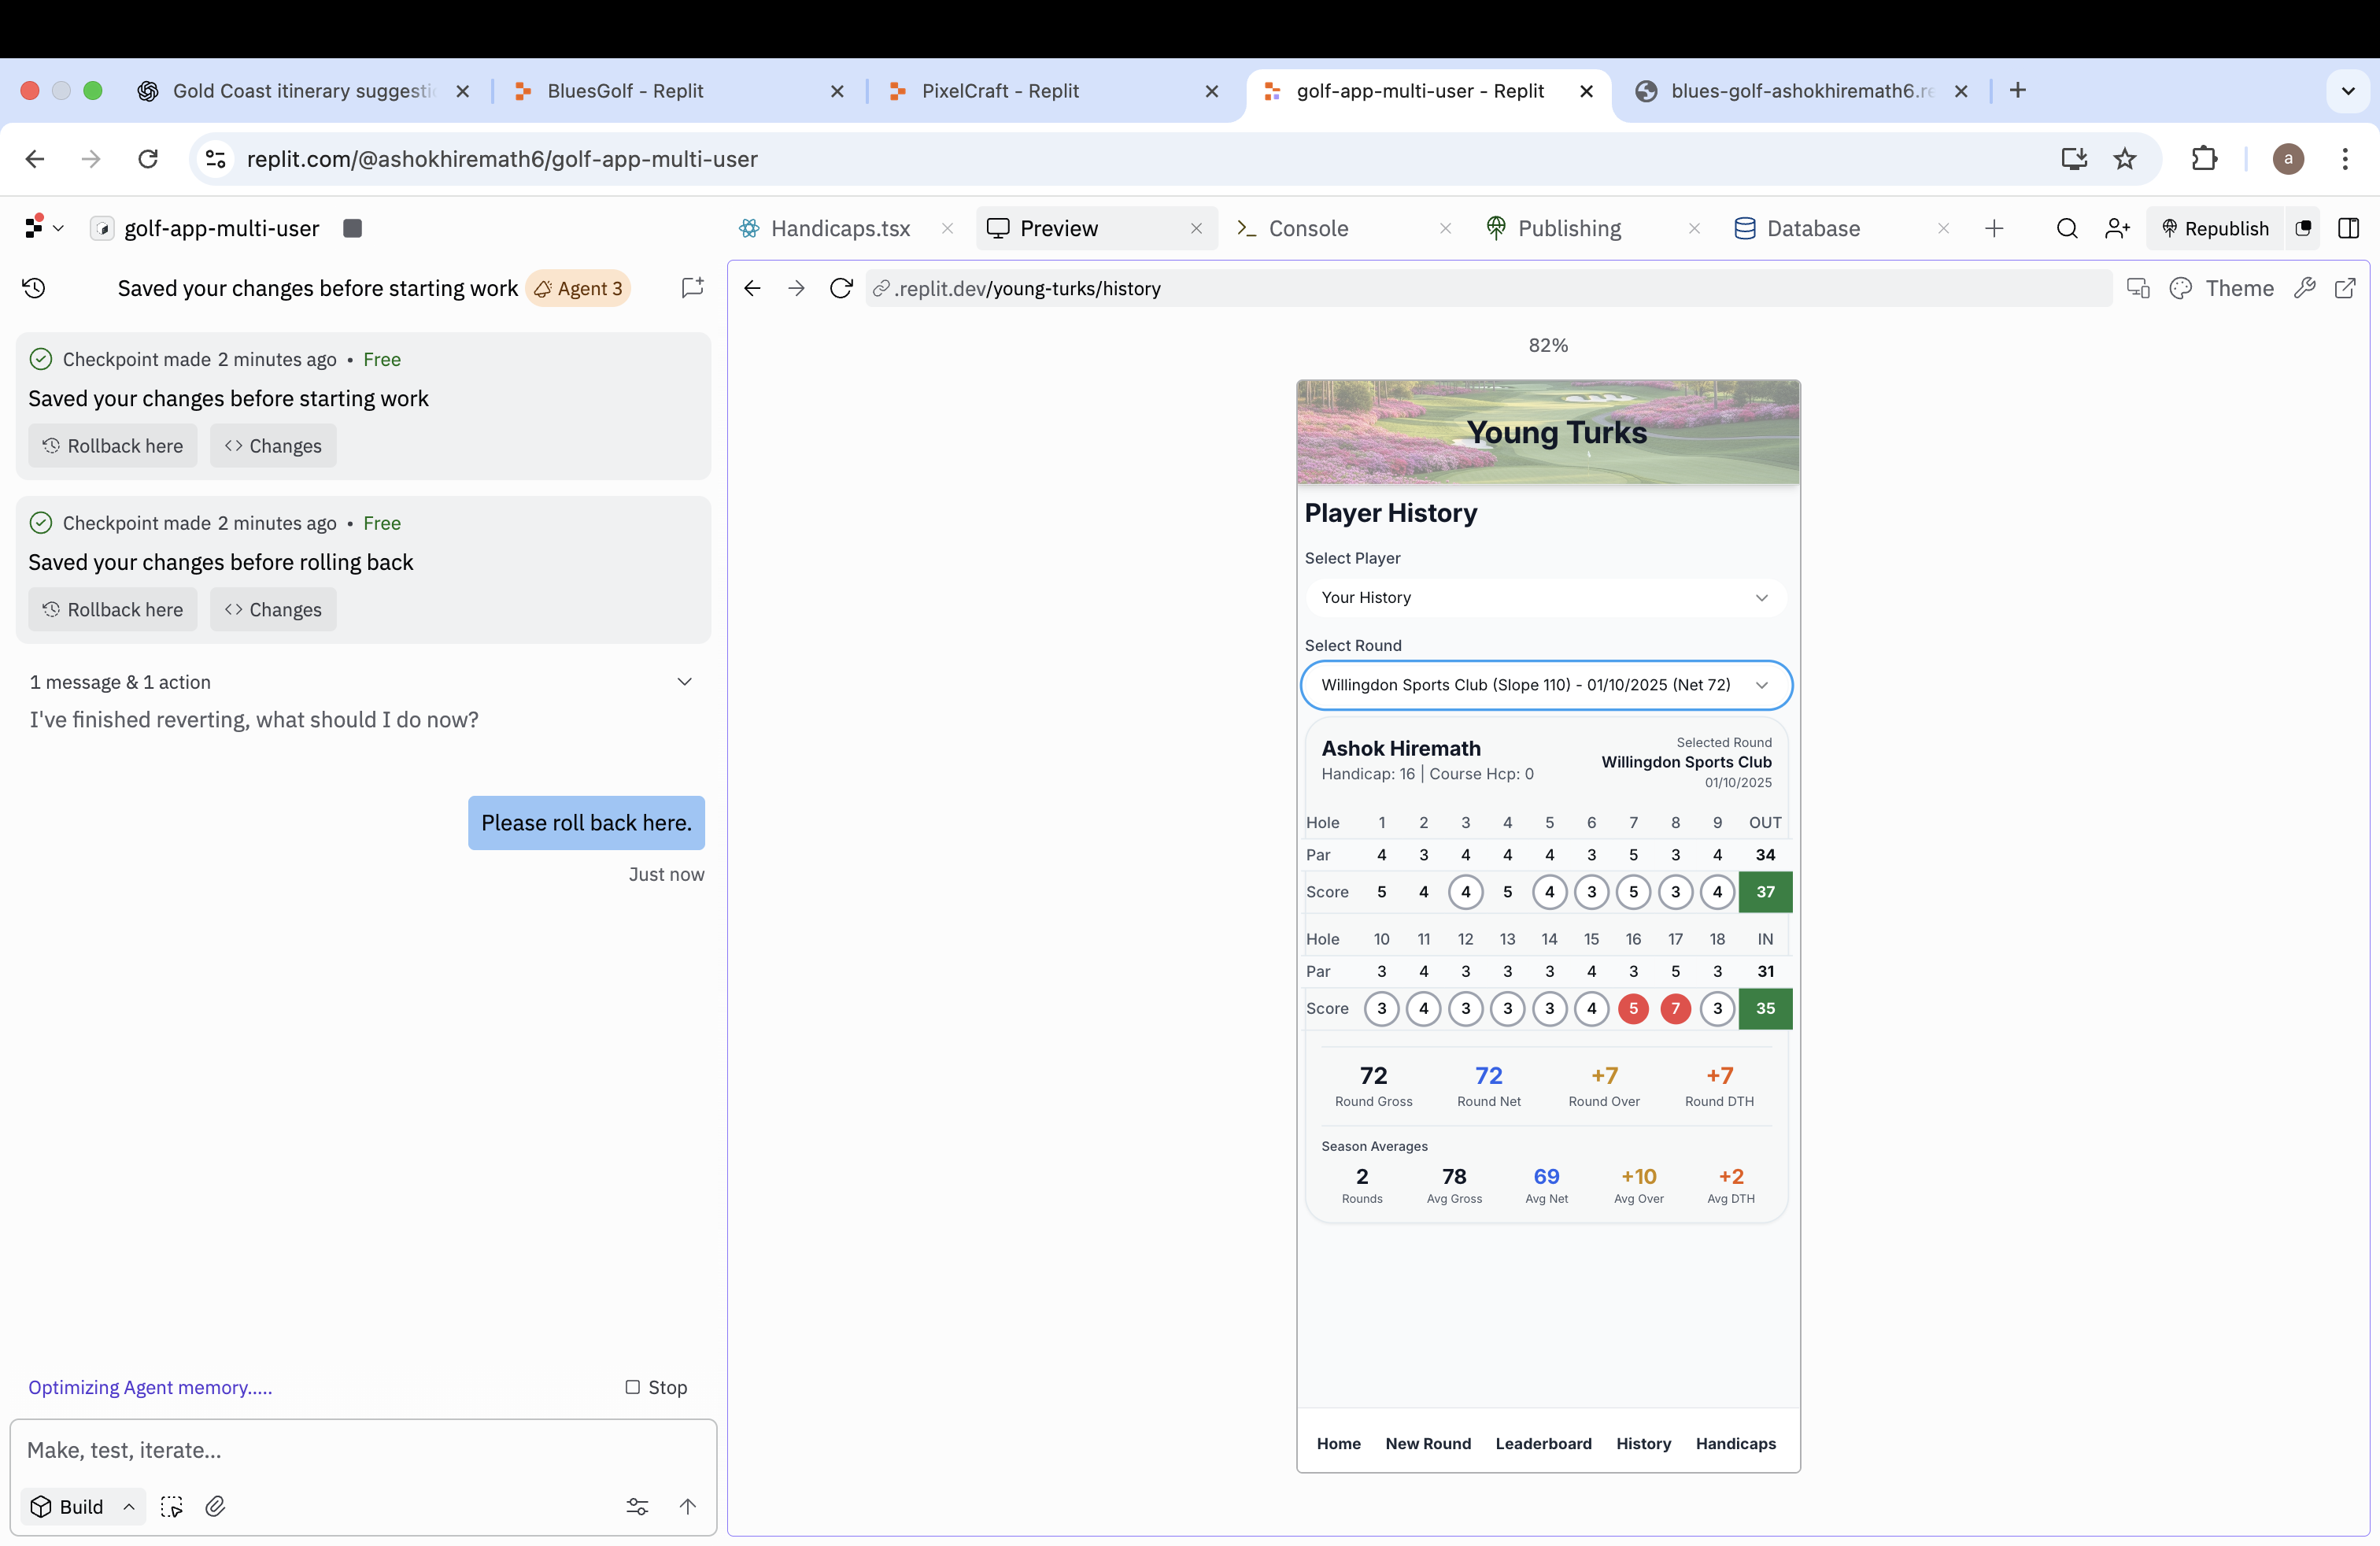 Gold Coast itinerary suggesti
BluesGolf - Replit
PixelCraft - Replit
golf-app-multi-user - Replit
blues-golf-ashokhiremath6.re
replit.com/@ashokhiremath6/golf-app-multi-user
a
golf-app-multi-user
Handicaps.tsx
Preview
Console
Publishing
Database
Republish
Saved your changes before starting work
Agent 3
.replit.dev/young-turks/history
Theme
82%
Checkpoint made 2 minutes ago • Free
Saved your changes before starting work
Rollback here
Changes
Checkpoint made 2 minutes ago • Free
Saved your changes before rolling back
Rollback here
Changes
1 message & 1 action
I've finished reverting, what should I do now?
Please roll back here.
Just now
Optimizing Agent memory.....
Stop
Make, test, iterate...
Build
Young Turks
Player History
Select Player
Your History
Select Round
Willingdon Sports Club (Slope 110) - 01/10/2025 (Net 72)
Ashok Hiremath
Handicap: 16 | Course Hcp: 0
Selected Round
Willingdon Sports Club
01/10/2025
Hole 1 2 3 4 5 6 7 8 9 OUT
Par 4 3 4 4 4 3 5 3 4 34
Score 5 4 4 5 4 3 5 3 4 37
Hole 10 11 12 13 14 15 16 17 18 IN
Par 3 4 3 3 3 4 3 5 3 31
Score 3 4 3 3 3 4 5 7 3 35
72 72 +7 +7
Round Gross Round Net Round Over Round DTH
Season Averages
2 78 69 +10 +2
Rounds Avg Gross Avg Net Avg Over Avg DTH
Home New Round Leaderboard History Handicaps